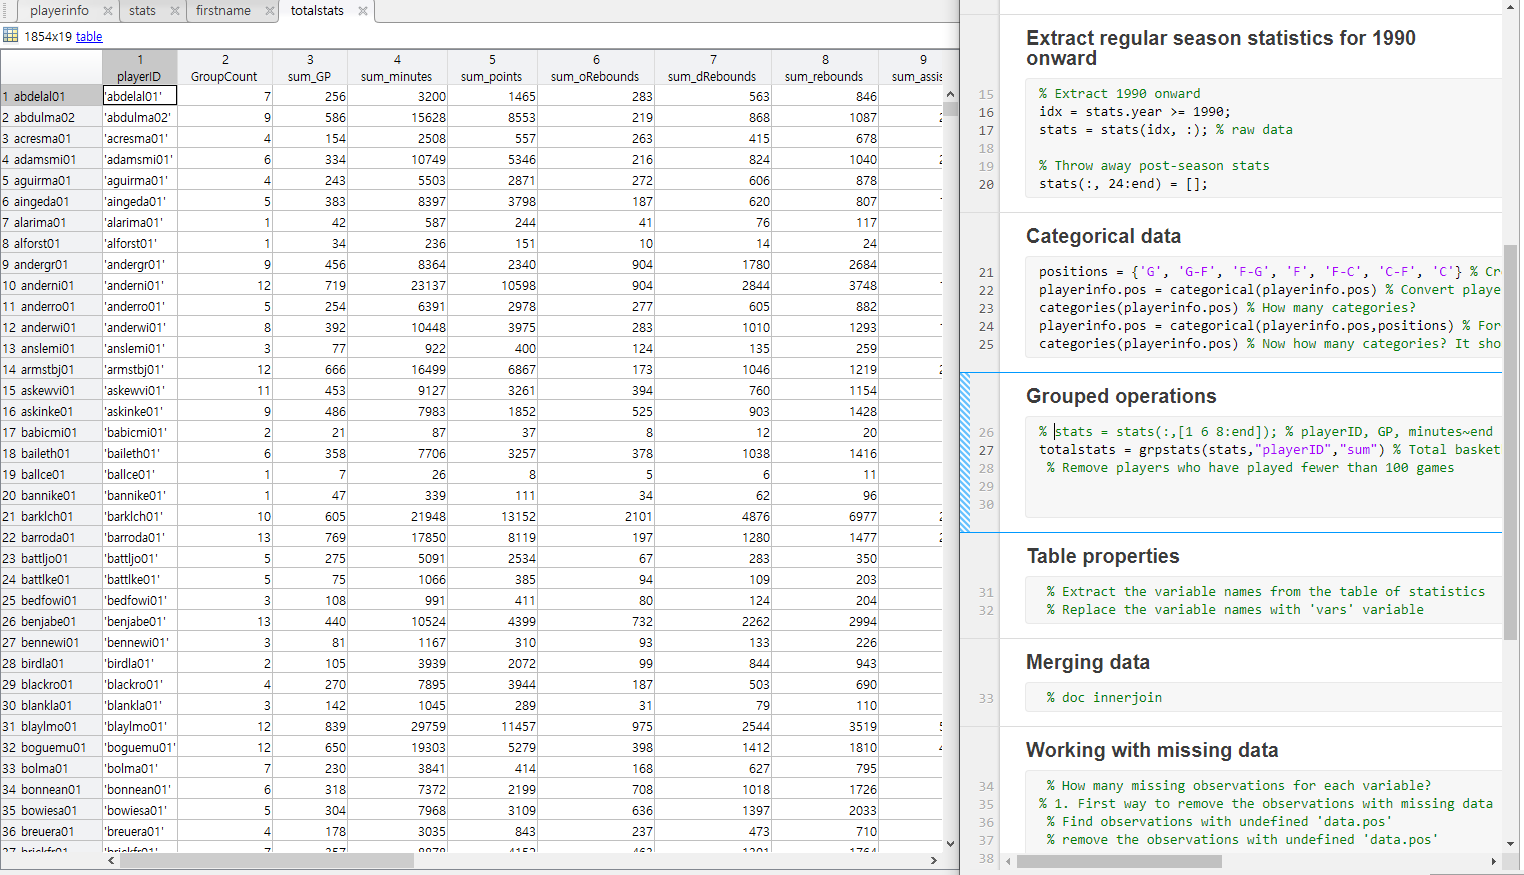 playerinfo stats firstname totalstats
1854x19 table
1 2 3 4 5 6 7 8 9
playerID GroupCount sum_GP sum_minutes sum_points sum_oRebounds sum_dRebounds sum_rebounds sum_assis
1 abdelal01 'abdelal01' 7 256 3200 1465 283 563 846
2 abdulma02 'abdulma02' 9 586 15628 8553 219 868 1087
3 acresma01 'acresma01' 4 154 2508 557 263 415 678
4 adamsmi01 'adamsmi01' 6 334 10749 5346 216 824 1040
5 aguirma01 'aguirma01' 4 243 5503 2871 272 606 878
6 aingeda01 'aingeda01' 5 383 8397 3798 187 620 807
7 alarima01 'alarima01' 1 42 587 244 41 76 117
8 alforst01 'alforst01' 1 34 236 151 10 14 24
9 andergr01 'andergr01' 9 456 8364 2340 904 1780 2684
10 anderni01 'anderni01' 12 719 23137 10598 904 2844 3748
11 anderro01 'anderro01' 5 254 6391 2978 277 605 882
12 anderwi01 'anderwi01' 8 392 10448 3975 283 1010 1293
13 anslemi01 'anslemi01' 3 77 922 400 124 135 259
14 armstbj01 'armstbj01' 12 666 16499 6867 173 1046 1219
15 askewvi01 'askewvi01' 11 453 9127 3261 394 760 1154
16 askinke01 'askinke01' 9 486 7983 1852 525 903 1428
17 babicmi01 'babicmi01' 2 21 87 37 8 12 20
18 baileth01 'baileth01' 6 358 7706 3257 378 1038 1416
19 ballce01 'ballce01' 1 7 26 8 5 6 11
20 bannike01 'bannike01' 1 47 339 111 34 62 96
21 barklch01 'barklch01' 10 605 21948 13152 2101 4876 6977
22 barroda01 'barroda01' 13 769 17850 8119 197 1280 1477
23 battljo01 'battljo01' 5 275 5091 2534 67 283 350
24 battlke01 'battlke01' 5 75 1066 385 94 109 203
25 bedfowi01 'bedfowi01' 3 108 991 411 80 124 204
26 benjabe01 'benjabe01' 13 440 10524 4399 732 2262 2994
27 bennewi01 'bennewi01' 3 81 1167 310 93 133 226
28 birdla01 'birdla01' 2 105 3939 2072 99 844 943
29 blackro01 'blackro01' 4 270 7895 3944 187 503 690
30 blankla01 'blankla01' 3 142 1045 289 31 79 110
31 blaylmo01 'blaylmo01' 12 839 29759 11457 975 2544 3519
32 boguemu01 'boguemu01' 12 650 19303 5279 398 1412 1810
33 bolma01 'bolma01' 7 230 3841 414 168 627 795
34 bonnean01 'bonnean01' 6 318 7372 2199 708 1018 1726
35 bowiesa01 'bowiesa01' 5 304 7968 3109 636 1397 2033
36 breuera01 'breuera01' 4 178 3035 843 237 473 710
Extract regular season statistics for 1990
onward
15 % Extract 1990 onward
16 idx = stats.year >= 1990;
17 stats = stats(idx, :); % raw data
18
19 % Throw away post-season stats
20 stats(:, 24:end) = [];
Categorical data
21 positions = {'G', 'G-F', 'F-G', 'F', 'F-C', 'C-F', 'C'} % Cr
22 playerinfo.pos = categorical(playerinfo.pos) % Convert playe
23 categories(playerinfo.pos) % How many categories?
24 playerinfo.pos = categorical(playerinfo.pos,positions) % For
25 categories(playerinfo.pos) % Now how many categories? It sho
Grouped operations
26 % stats = stats(:,[1 6 8:end]); % playerID, GP, minutes~end
27 totalstats = grpstats(stats,"playerID","sum") % Total basket
28 % Remove players who have played fewer than 100 games
29
30
Table properties
31 % Extract the variable names from the table of statistics
32 % Replace the variable names with 'vars' variable
Merging data
33 % doc innerjoin
Working with missing data
34 % How many missing observations for each variable?
35 % 1. First way to remove the observations with missing data
36 % Find observations with undefined 'data.pos'
37 % remove the observations with undefined 'data.pos'
38